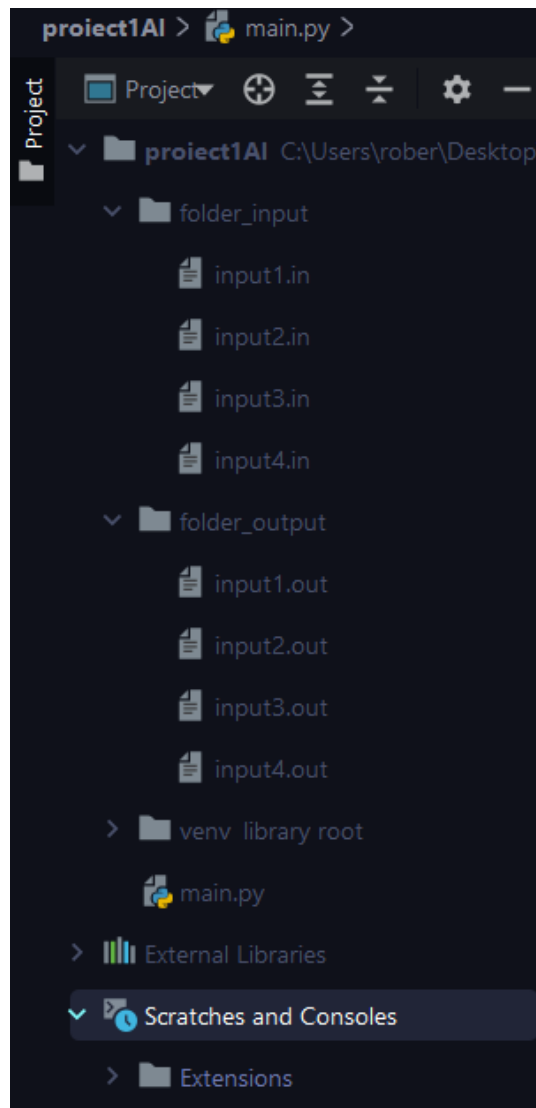 proiect1AI > main.py >
Project
Project
proiect1AI C:\Users\rober\Desktop
folder_input
input1.in
input2.in
input3.in
input4.in
folder_output
input1.out
input2.out
input3.out
input4.out
venv library root
main.py
External Libraries
Scratches and Consoles
Extensions